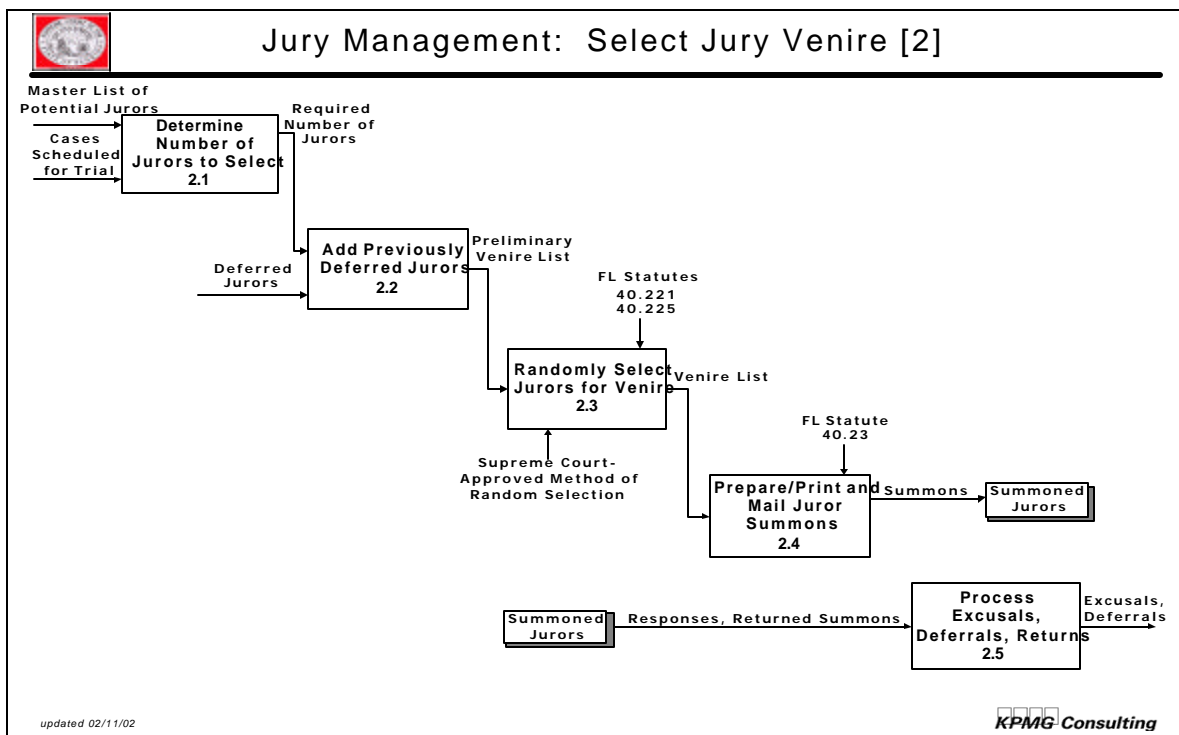 Jury Management: Select Jury Venire [2]
Master List of
Potential Jurors
Cases
Scheduled
for Trial
Determine
Number of
Jurors to Select
2.1
Required
Number of
Jurors
Deferred
Jurors
Add Previously
Deferred Jurors
2.2
Preliminary
Venire List
FL Statutes
40.221
40.225
Randomly Select
Jurors for Venire
2.3
Venire List
Supreme Court-
Approved Method of
Random Selection
FL Statute
40.23
Prepare/Print and
Mail Juror
Summons
2.4
Summons
Summoned
Jurors
Summoned
Jurors
Responses, Returned Summons
Process
Excusals,
Deferrals, Returns
2.5
Excusals,
Deferrals
updated 02/11/02
KPMG Consulting